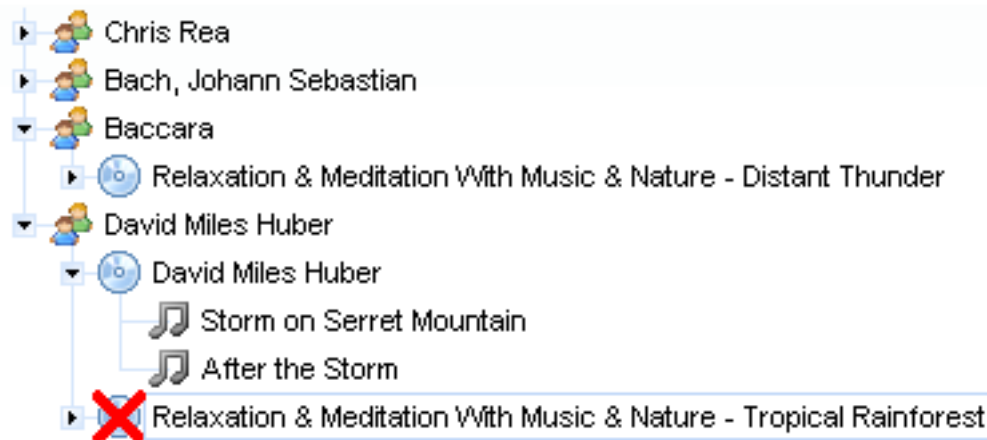 Chris Rea
Bach, Johann Sebastian
Baccara
Relaxation & Meditation With Music & Nature - Distant Thunder
David Miles Huber
David Miles Huber
Storm on Serret Mountain
After the Storm
Relaxation & Meditation With Music & Nature - Tropical Rainforest